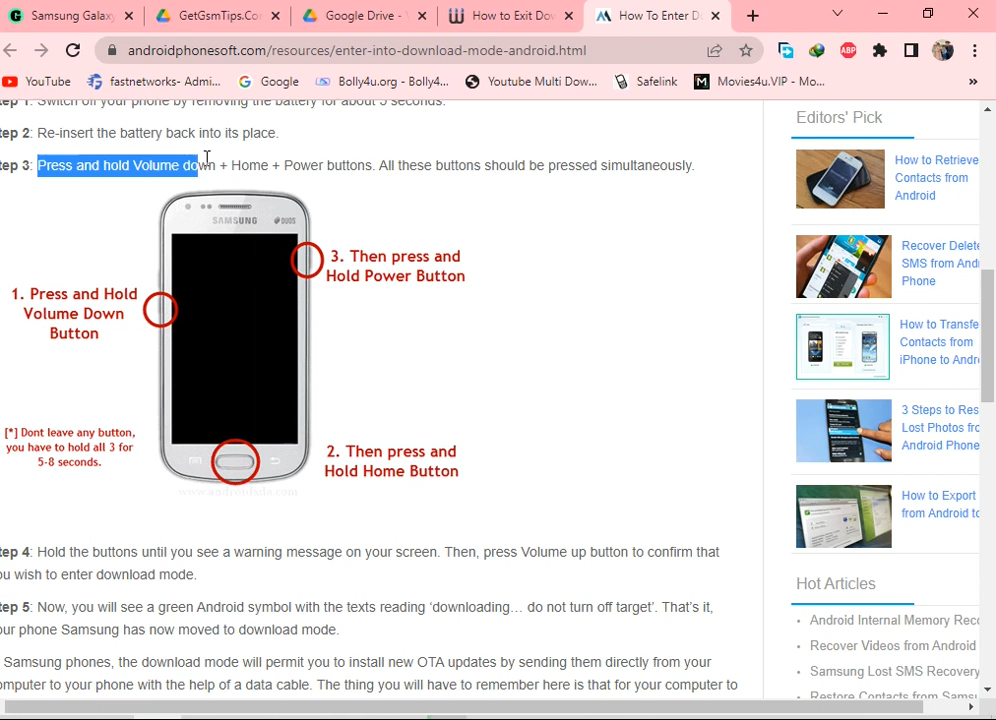 Samsung Galaxy
GetGsmTips.Co
Google Drive -
How to Exit Dow
How To Enter D
androidphonesoft.com/resources/enter-into-download-mode-android.html
YouTube
fastnetworks- Admi...
Google
Bolly4u.org - Bolly4...
Youtube Multi Dow...
Safelink
Movies4u.VIP - Mo...
»
tep 1: Switch off your phone by removing the battery for about 5 seconds.
tep 2: Re-insert the battery back into its place.
tep 3: Press and hold Volume down + Home + Power buttons. All these buttons should be pressed simultaneously.
SAMSUNG
DUOS
3. Then press and
Hold Power Button
1. Press and Hold
Volume Down
Button
[*] Dont leave any button,
you have to hold all 3 for
5-8 seconds.
2. Then press and
Hold Home Button
tep 4: Hold the buttons until you see a warning message on your screen. Then, press Volume up button to confirm that
ou wish to enter download mode.
tep 5: Now, you will see a green Android symbol with the texts reading ‘downloading… do not turn off target’. That’s it,
our phone Samsung has now moved to download mode.
Samsung phones, the download mode will permit you to install new OTA updates by sending them directly from your
omputer to your phone with the help of a data cable. The thing you will have to remember here is that for your computer to
Editors' Pick
How to Retrieve
Contacts from
Android
Recover Delete
SMS from And
Phone
How to Transfe
Contacts from
iPhone to Andr
3 Steps to Res
Lost Photos fro
Android Phone
How to Export
from Android to
Hot Articles
Android Internal Memory Reco
Recover Videos from Android
Samsung Lost SMS Recovery
Restore Contacts from Samsu